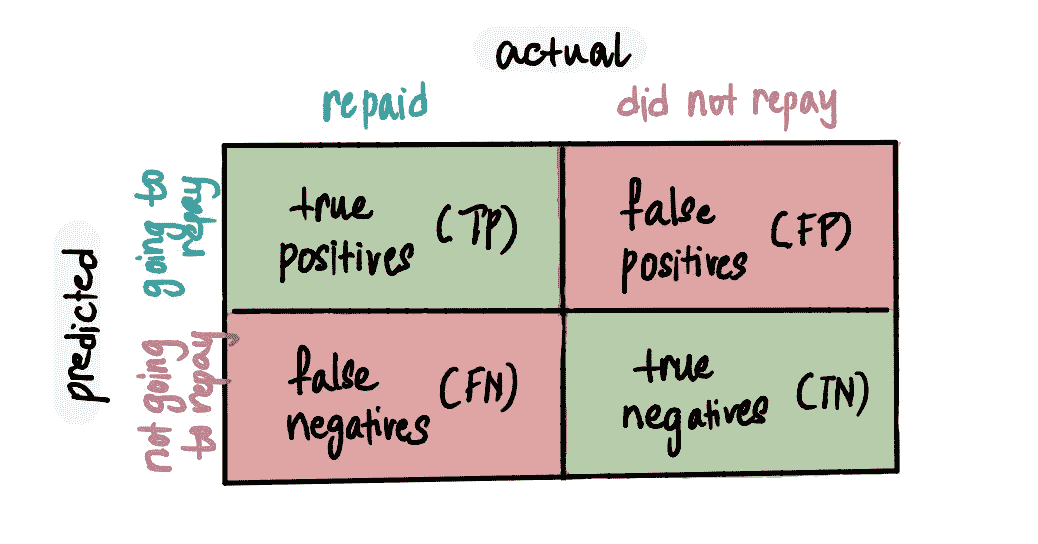 actual
repaid
did not repay
predicted
going to
repay
true
positives (TP)
false
positives (FP)
not going
to repay
false
negatives (FN)
true
negatives (TN)